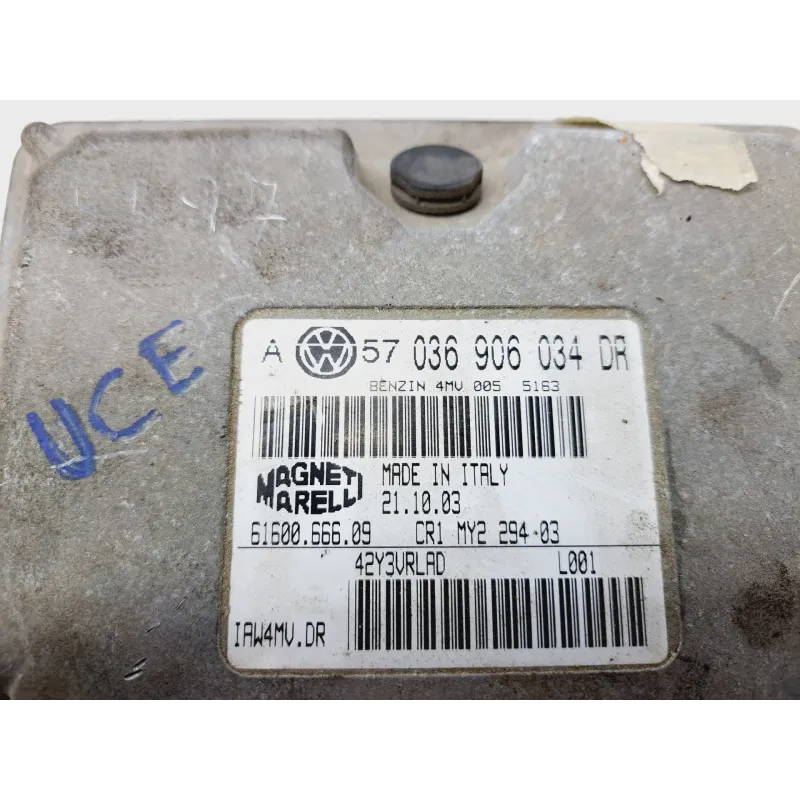 UCE
A VW 57 036 906 034 DR
BENZIN 4MV 005 5163
MAGNETI MARELLI
MADE IN ITALY
21.10.03
61600.666.09 CR1 MY2 294-03
42Y3VRLAD L001
IAW4MV.DR